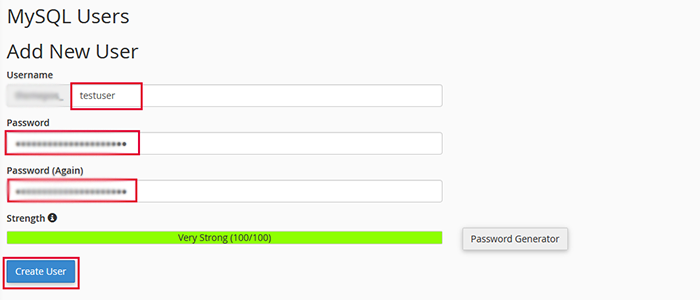 MySQL Users
Add New User
Username
testuser
Password
Password (Again)
Strength
Very Strong (100/100)
Password Generator
Create User